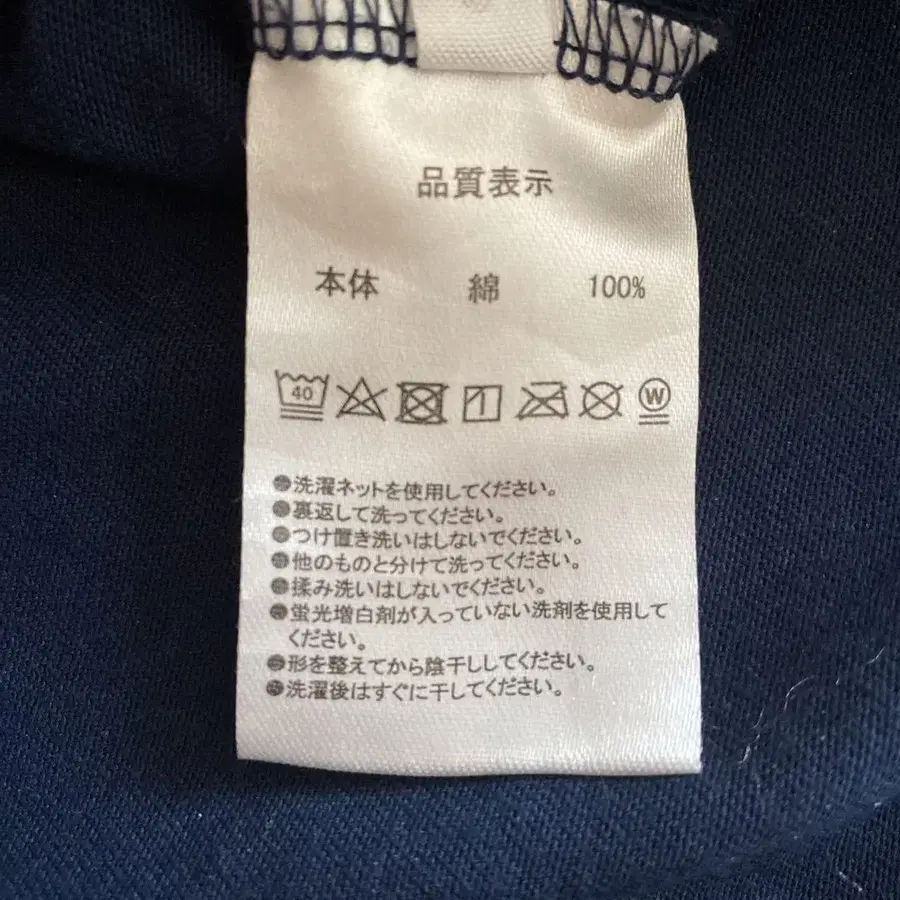 品質表示
本体 綿 100%
40 W
●洗濯ネットを使用してください。
●裏返して洗ってください。
●つけ置き洗いはしないでください。
●他のものと分けて洗ってください。
●揉み洗いはしないでください。
●蛍光増白剤が入っていない洗剤を使用して
ください。
●形を整えてから陰干ししてください。
●洗濯後はすぐに干してください。